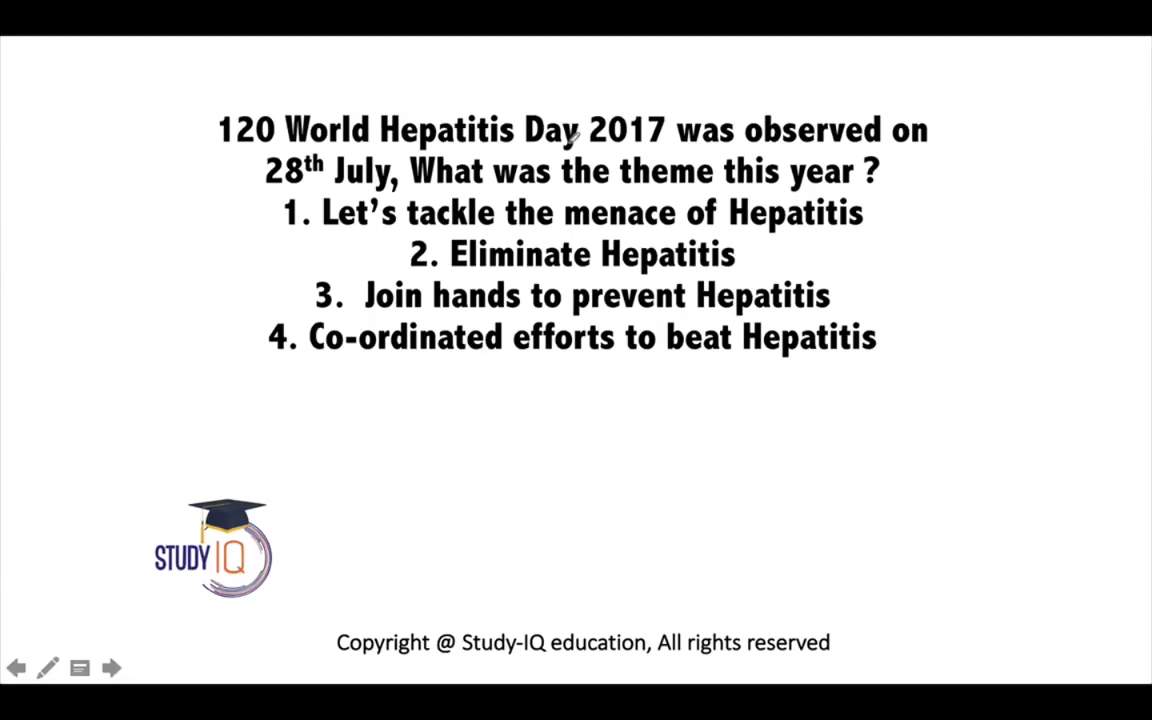 120 World Hepatitis Day 2017 was observed on
28th July, What was the theme this year ?
1. Let's tackle the menace of Hepatitis
2. Eliminate Hepatitis
3. Join hands to prevent Hepatitis
4. Co-ordinated efforts to beat Hepatitis
STUDY IQ
Copyright @ Study-IQ education, All rights reserved